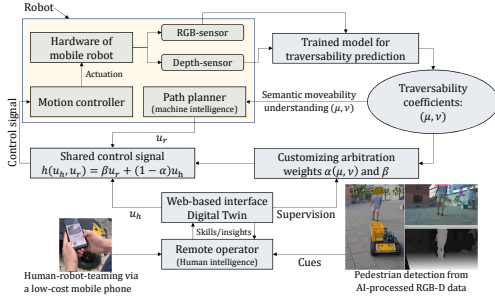 Robot
RGB-sensor
Hardware of
mobile robot
Depth-sensor
Trained model for
traversability
prediction
Actuation
Motion controller
Path planner
(machine intelligence)
Semantic moveability
understanding (μ, ν)
Traversability
coefficients:
(μ, ν)
Control signal
u_r
Shared control signal
h(u_h, u_r) = βu_r + (1 − α)u_h
Customizing arbitration
weights α(μ, ν) and β
u_h
Web-based interface
Digital Twin
Supervision
Skills/insights
Remote operator
(Human intelligence)
Cues
Human-robot-teaming via
a low-cost mobile phone
Pedestrian detection from
AI-processed RGB-D data